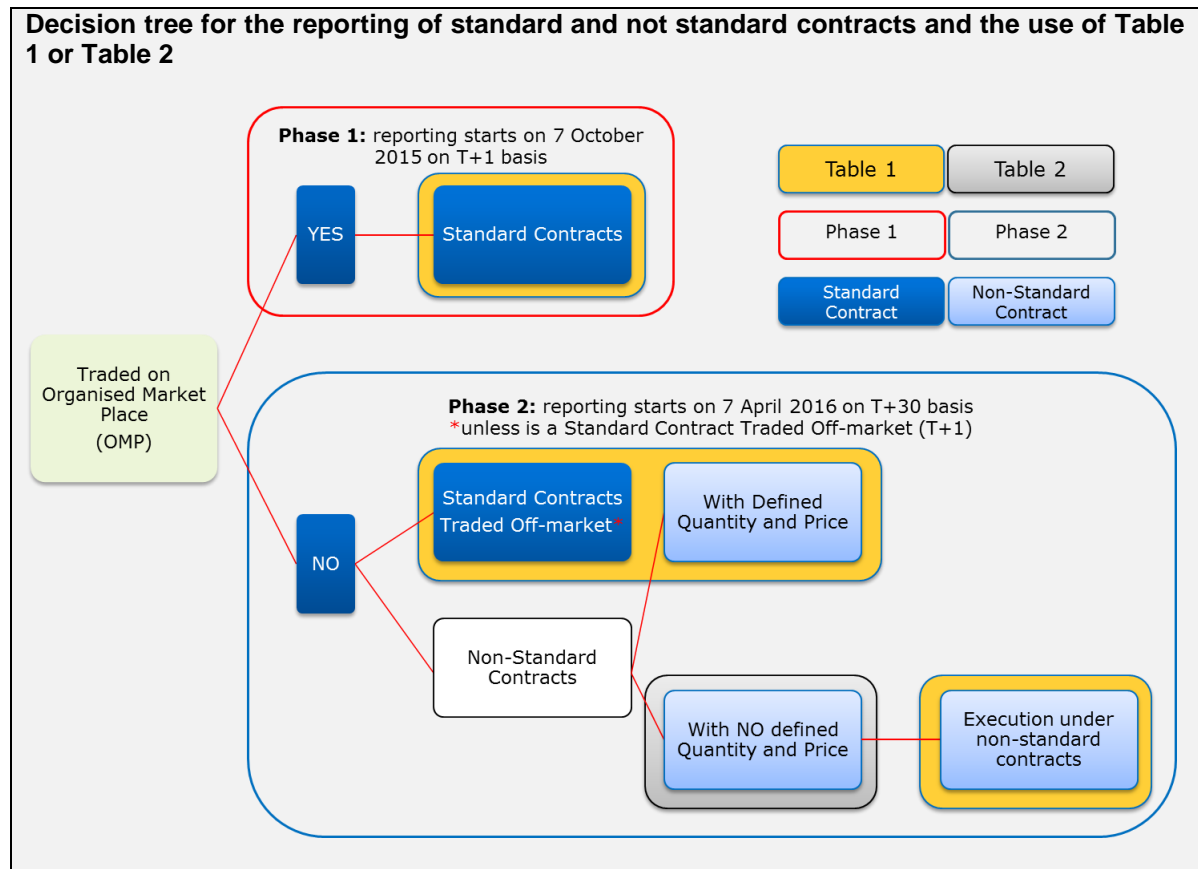 Decision tree for the reporting of standard and not standard contracts and the use of Table
1 or Table 2
Phase 1: reporting starts on 7 October
2015 on T+1 basis
YES
Standard Contracts
Table 1
Table 2
Phase 1
Phase 2
Standard
Contract
Non-Standard
Contract
Traded on
Organised Market
Place
(OMP)
Phase 2: reporting starts on 7 April 2016 on T+30 basis
*unless is a Standard Contract Traded Off-market (T+1)
NO
Standard Contracts
Traded Off-market*
With Defined
Quantity and Price
Non-Standard
Contracts
With NO defined
Quantity and Price
Execution under
non-standard
contracts